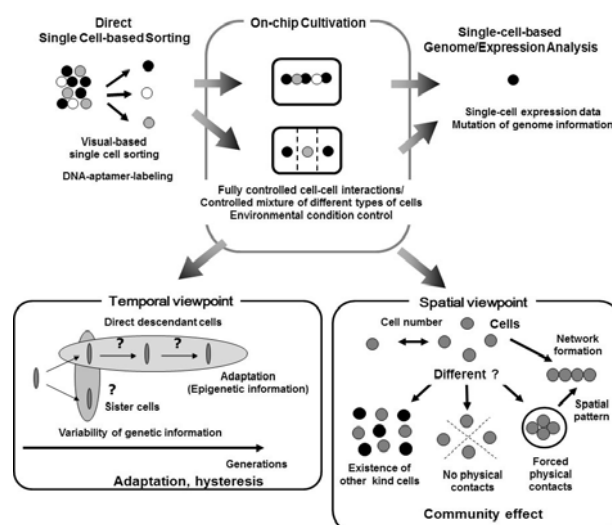 Direct
Single Cell-based Sorting
On-chip Cultivation
Single-cell-based
Genome/Expression Analysis
Visual-based
single cell sorting
DNA-aptamer-labeling
Single-cell expression data
Mutation of genome information
Fully controlled cell-cell interactions/
Controlled mixture of different types of cells
Environmental condition control
Temporal viewpoint
Direct descendant cells
?
?
Adaptation
(Epigenetic information)
?
Sister cells
Variability of genetic information
Generations
Adaptation, hysteresis
Spatial viewpoint
Cell number
Cells
Network
formation
Different ?
Spatial
pattern
Existence of
other kind cells
No physical
contacts
Forced
physical
contacts
Community effect